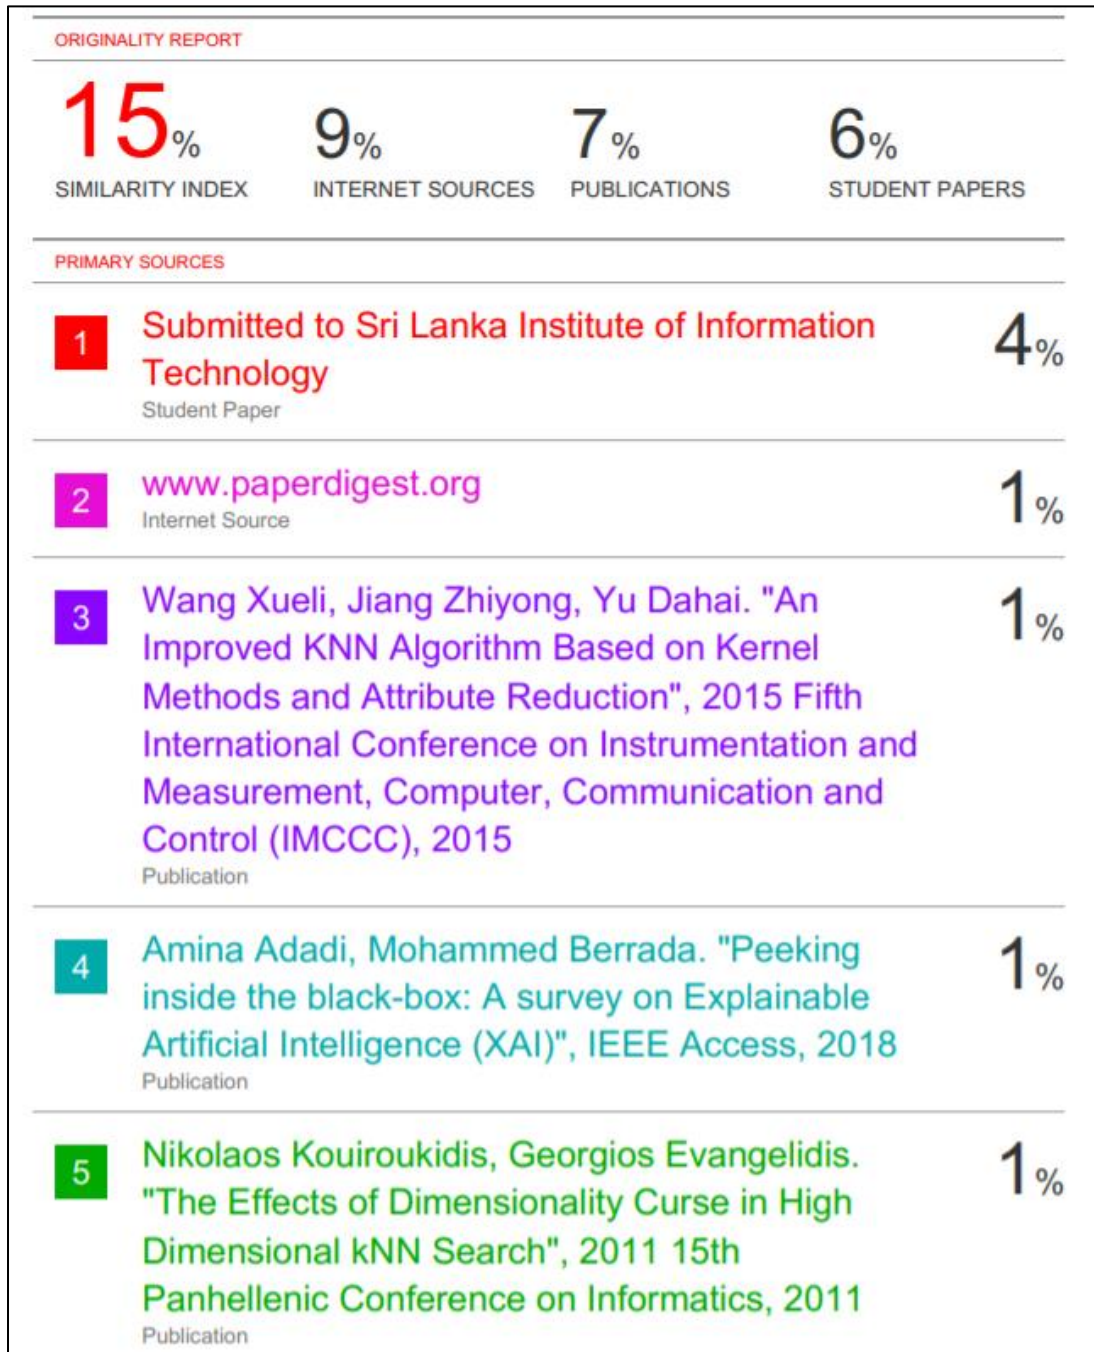 ORIGINALITY REPORT
15% 9% 7% 6%
SIMILARITY INDEX INTERNET SOURCES PUBLICATIONS STUDENT PAPERS
PRIMARY SOURCES
1 Submitted to Sri Lanka Institute of Information 4%
Technology
Student Paper
2 www.paperdigest.org 1%
Internet Source
3 Wang Xueli, Jiang Zhiyong, Yu Dahai. "An 1%
Improved KNN Algorithm Based on Kernel
Methods and Attribute Reduction", 2015 Fifth
International Conference on Instrumentation and
Measurement, Computer, Communication and
Control (IMCCC), 2015
Publication
4 Amina Adadi, Mohammed Berrada. "Peeking 1%
inside the black-box: A survey on Explainable
Artificial Intelligence (XAI)", IEEE Access, 2018
Publication
5 Nikolaos Kouiroukidis, Georgios Evangelidis. 1%
"The Effects of Dimensionality Curse in High
Dimensional kNN Search", 2011 15th
Panhellenic Conference on Informatics, 2011
Publication